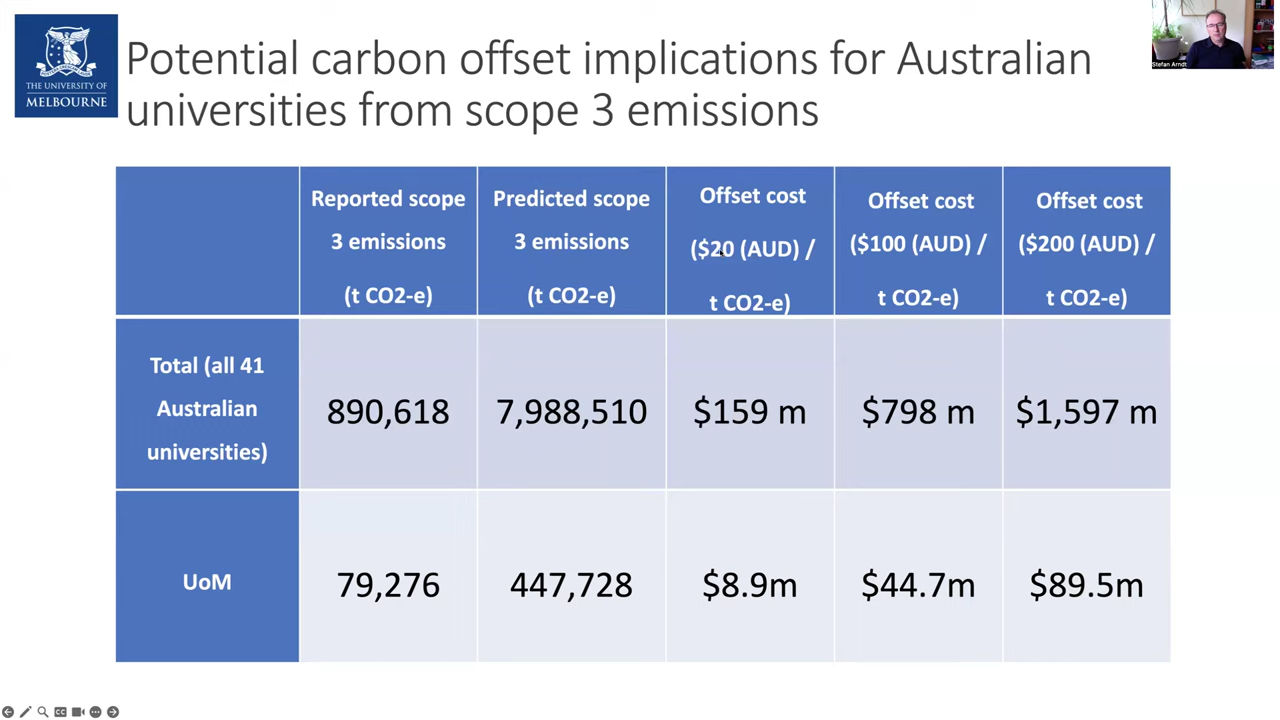 THE UNIVERSITY OF
MELBOURNE
Potential carbon offset implications for Australian
universities from scope 3 emissions
Stefan Arndt
Reported scope
3 emissions
(t CO2-e)
Predicted scope
3 emissions
(t CO2-e)
Offset cost
($20 (AUD) /
t CO2-e)
Offset cost
($100 (AUD) /
t CO2-e)
Offset cost
($200 (AUD) /
t CO2-e)
Total (all 41
Australian
universities)
890,618
7,988,510
$159 m
$798 m
$1,597 m
UoM
79,276
447,728
$8.9m
$44.7m
$89.5m
CC